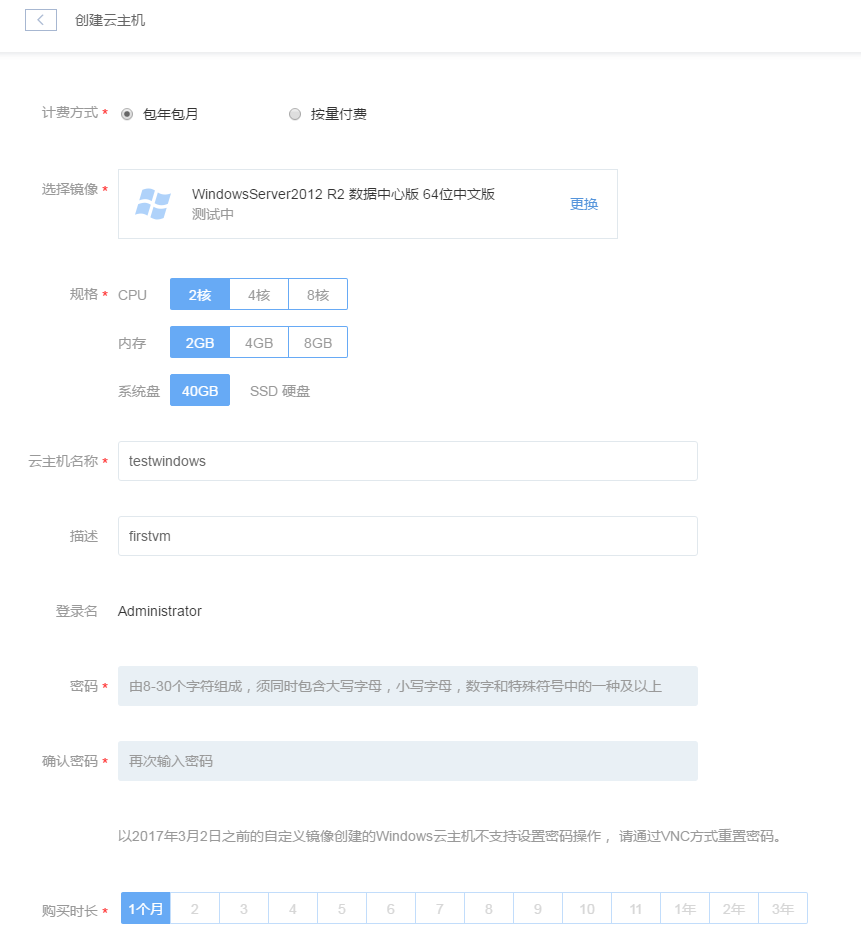 创建云主机
计费方式 * 包年包月 按量付费
选择镜像 * WindowsServer2012 R2 数据中心版 64位中文版
测试中
更换
规格 * CPU 2核 4核 8核
内存 2GB 4GB 8GB
系统盘 40GB SSD 硬盘
云主机名称 * testwindows
描述 firstvm
登录名 Administrator
密码 * 由8-30个字符组成，须同时包含大写字母，小写字母，数字和特殊符号中的一种及以上
确认密码 * 再次输入密码
以2017年3月2日之前的自定义镜像创建的Windows云主机不支持设置密码操作， 请通过VNC方式重置密码。
购买时长 * 1个月 2 3 4 5 6 7 8 9 10 11 1年 2年 3年